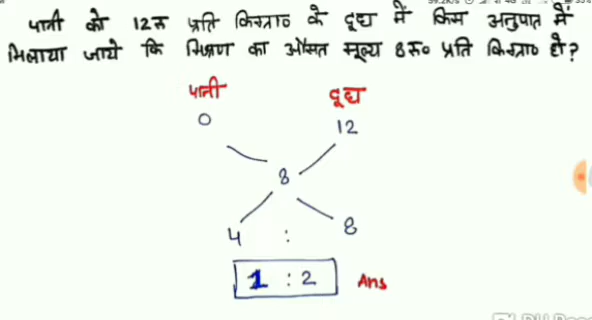 पानी को 12रू प्रति किग्रा० के दूध में किस अनुपात में
मिलाया जाये कि मिश्रण का औसत मूल्य 8रू० प्रति किग्रा० हो?
पानी दूध
0 12
8
4 : 8
1 : 2 Ans